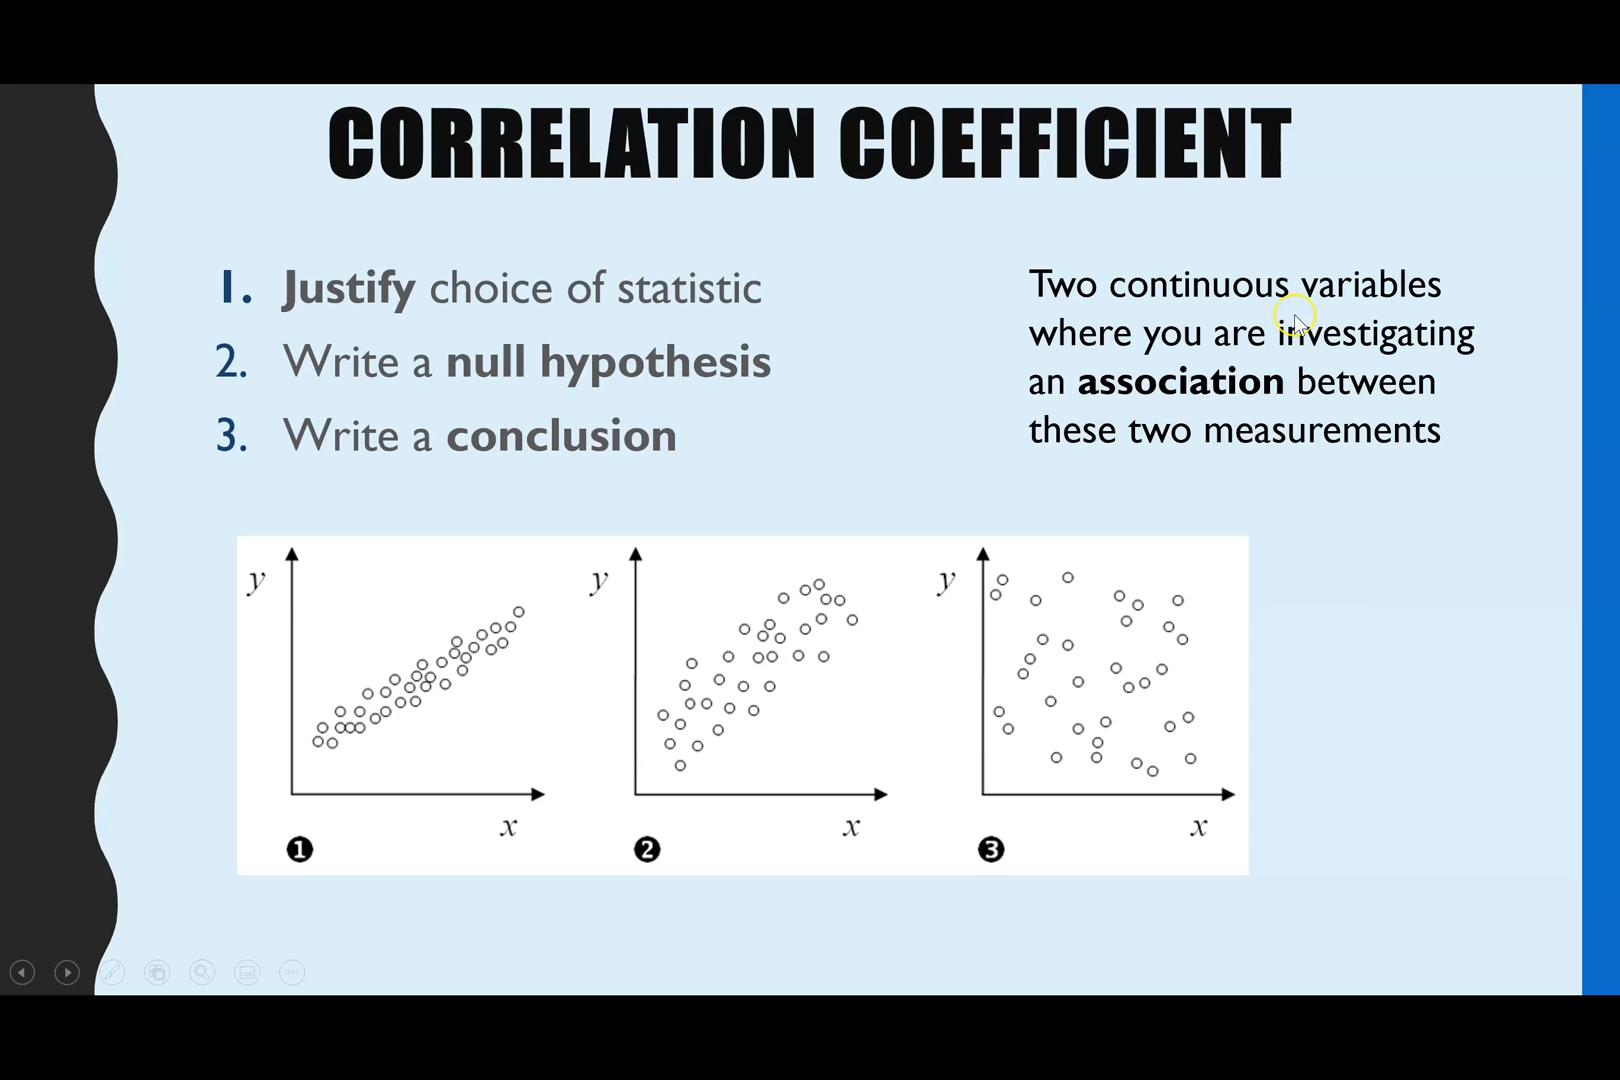 CORRELATION COEFFICIENT
1. Justify choice of statistic
2. Write a null hypothesis
3. Write a conclusion
Two continuous variables
where you are investigating
an association between
these two measurements
y
x
1
y
x
2
y
x
3